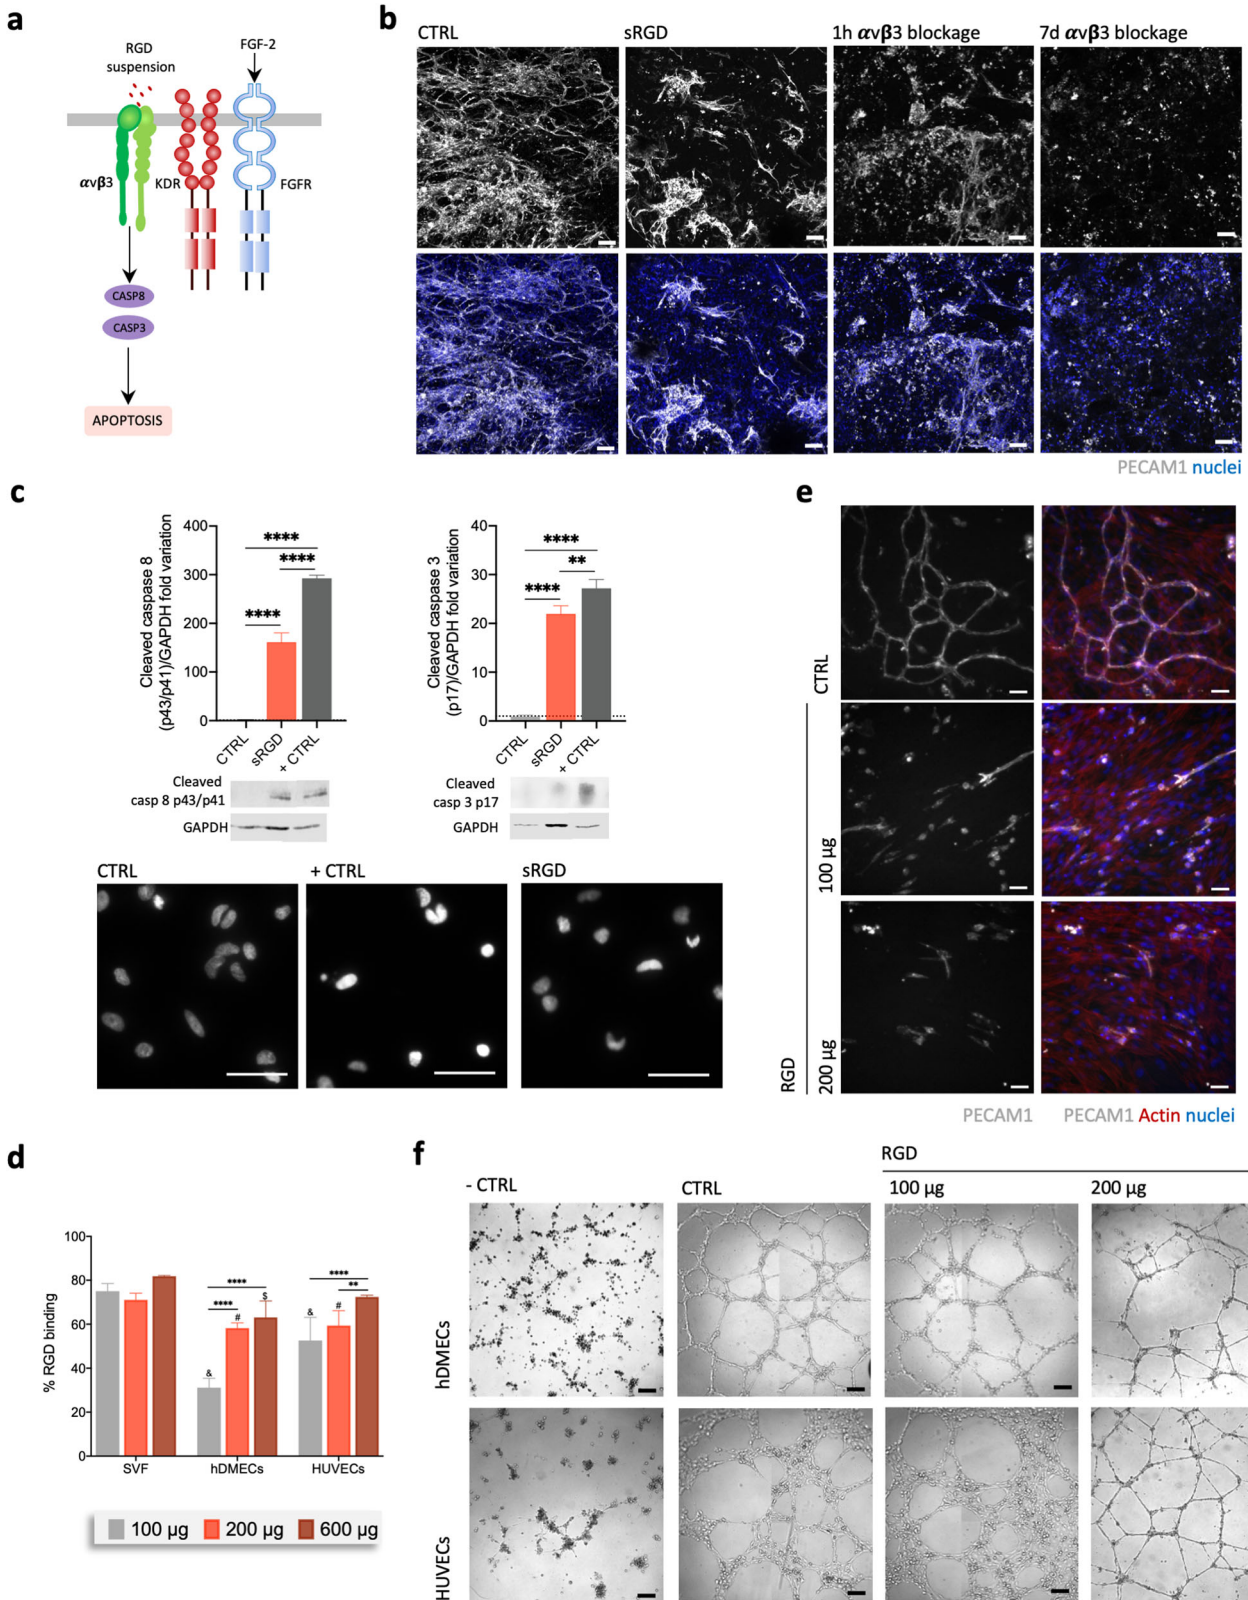 a
RGD
suspension
FGF-2
αvβ3
KDR
FGFR
CASP8
CASP3
APOPTOSIS
b
CTRL
sRGD
1h αvβ3 blockage
7d αvβ3 blockage
PECAM1 nuclei
c
Cleaved caspase 8
(p43/p41)/GAPDH fold variation
400
300
200
100
0
****
****
****
CTRL
sRGD
+ CTRL
Cleaved
casp 8 p43/p41
GAPDH
Cleaved caspase 3
(p17)/GAPDH fold variation
40
30
20
10
0
****
**
****
CTRL
sRGD
+ CTRL
Cleaved
casp 3 p17
GAPDH
CTRL
+ CTRL
sRGD
e
CTRL
100 µg
200 µg
RGD
PECAM1
PECAM1 Actin nuclei
d
% RGD binding
100
80
60
40
20
0
&
****
#
****
$
&
****
#
**
SVF
hDMECs
HUVECs
100 µg
200 µg
600 µg
f
RGD
- CTRL
CTRL
100 µg
200 µg
hDMECs
HUVECs